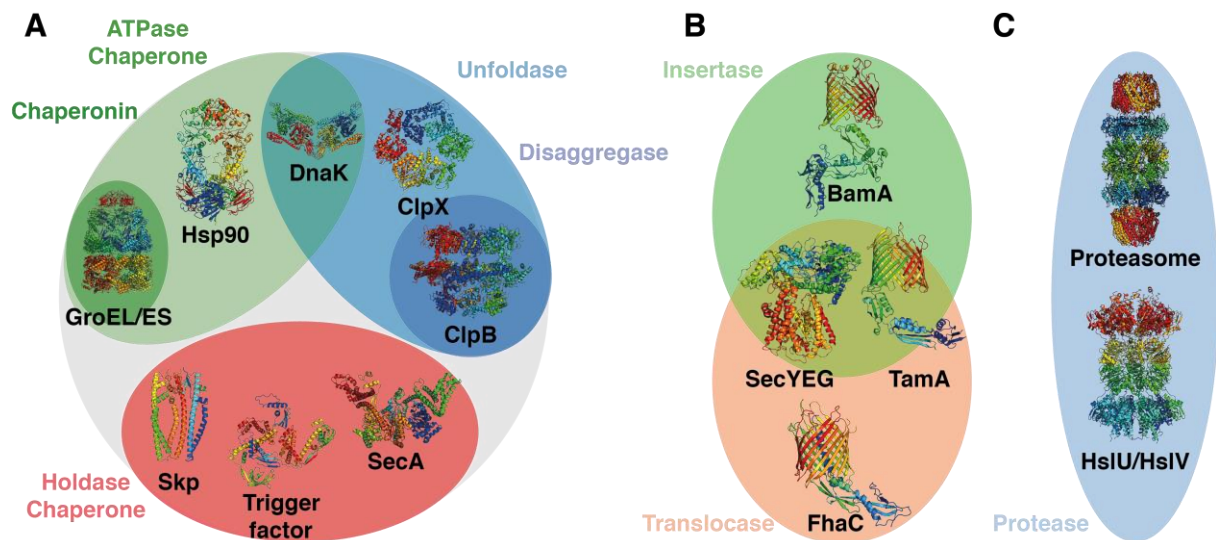 A
ATPase
Chaperone
Unfoldase
Chaperonin
Disaggregase
DnaK
ClpX
Hsp90
GroEL/ES
ClpB
Skp
Trigger
factor
SecA
Holdase
Chaperone
B
Insertase
BamA
SecYEG
TamA
Translocase
FhaC
C
Proteasome
HslU/HslV
Protease